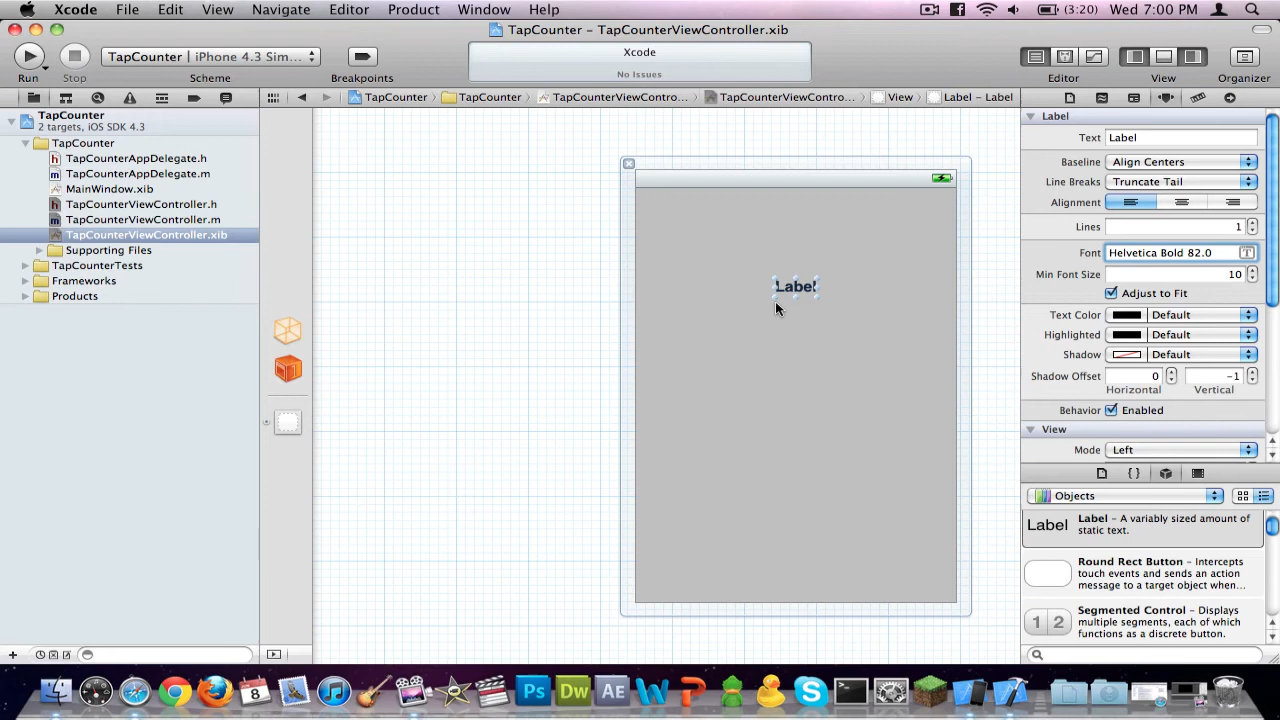 Xcode File Edit View Navigate Editor Product Window Help (3:20) Wed 7:00 PM
TapCounter – TapCounterViewController.xib
TapCounter iPhone 4.3 Sim... Xcode
No Issues
Run Stop Scheme Breakpoints Editor View Organizer
TapCounter TapCounter TapCounterViewContro... TapCounterViewContro... View Label – Label
TapCounter
2 targets, iOS SDK 4.3
TapCounter
TapCounterAppDelegate.h
TapCounterAppDelegate.m
MainWindow.xib
TapCounterViewController.h
TapCounterViewController.m
TapCounterViewController.xib
Supporting Files
TapCounterTests
Frameworks
Products
Label
Label
Text Label
Baseline Align Centers
Line Breaks Truncate Tail
Alignment
Lines 1
Font Helvetica Bold 82.0 T
Min Font Size 10
Adjust to Fit
Text Color Default
Highlighted Default
Shadow Default
Shadow Offset 0 -1
Horizontal Vertical
Behavior Enabled
View
Mode Left
{ }
Objects
Label Label – A variably sized amount of
static text.
Round Rect Button – Intercepts
touch events and sends an action
message to a target object when...
1 2 Segmented Control – Displays
multiple segments, each of which
functions as a discrete button.
8 Ps Dw AE W P S